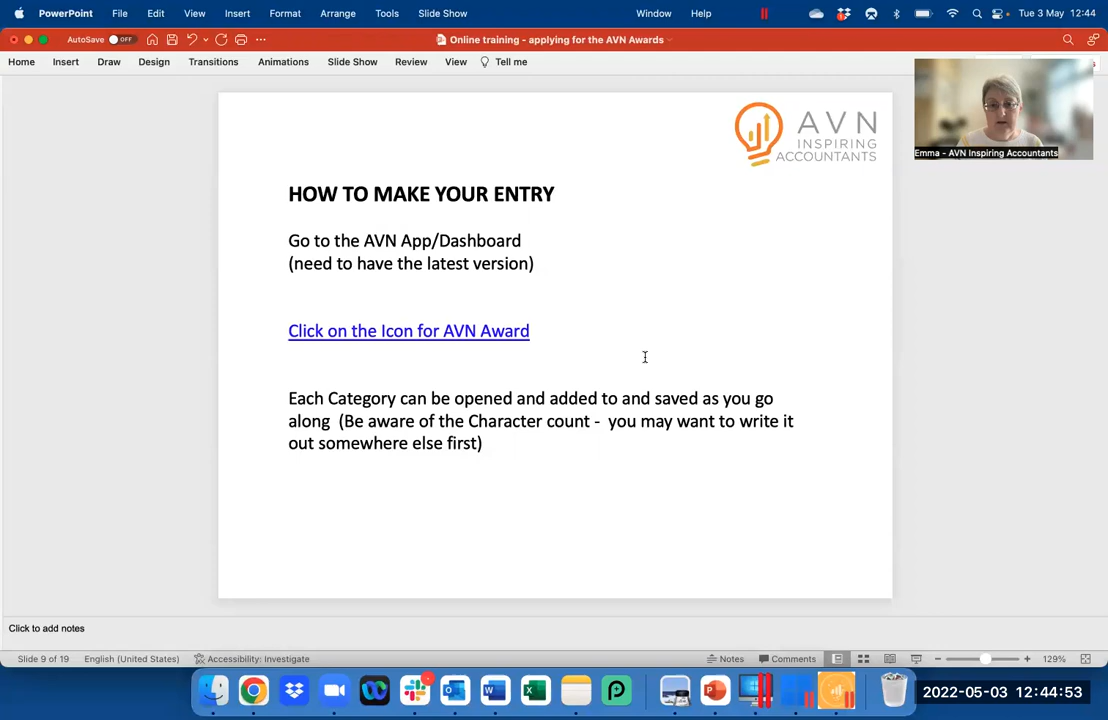 PowerPoint File Edit View Insert Format Arrange Tools Slide Show Window Help Tue 3 May 12:44
AutoSave OFF Online training - applying for the AVN Awards
Home Insert Draw Design Transitions Animations Slide Show Review View Tell me
AVN
INSPIRING
ACCOUNTANTS
Emma - AVN Inspiring Accountants
HOW TO MAKE YOUR ENTRY
Go to the AVN App/Dashboard
(need to have the latest version)
Click on the Icon for AVN Award
Each Category can be opened and added to and saved as you go
along (Be aware of the Character count - you may want to write it
out somewhere else first)
Click to add notes
Slide 9 of 19 English (United States) Accessibility: Investigate Notes Comments 129%
2022-05-03 12:44:53